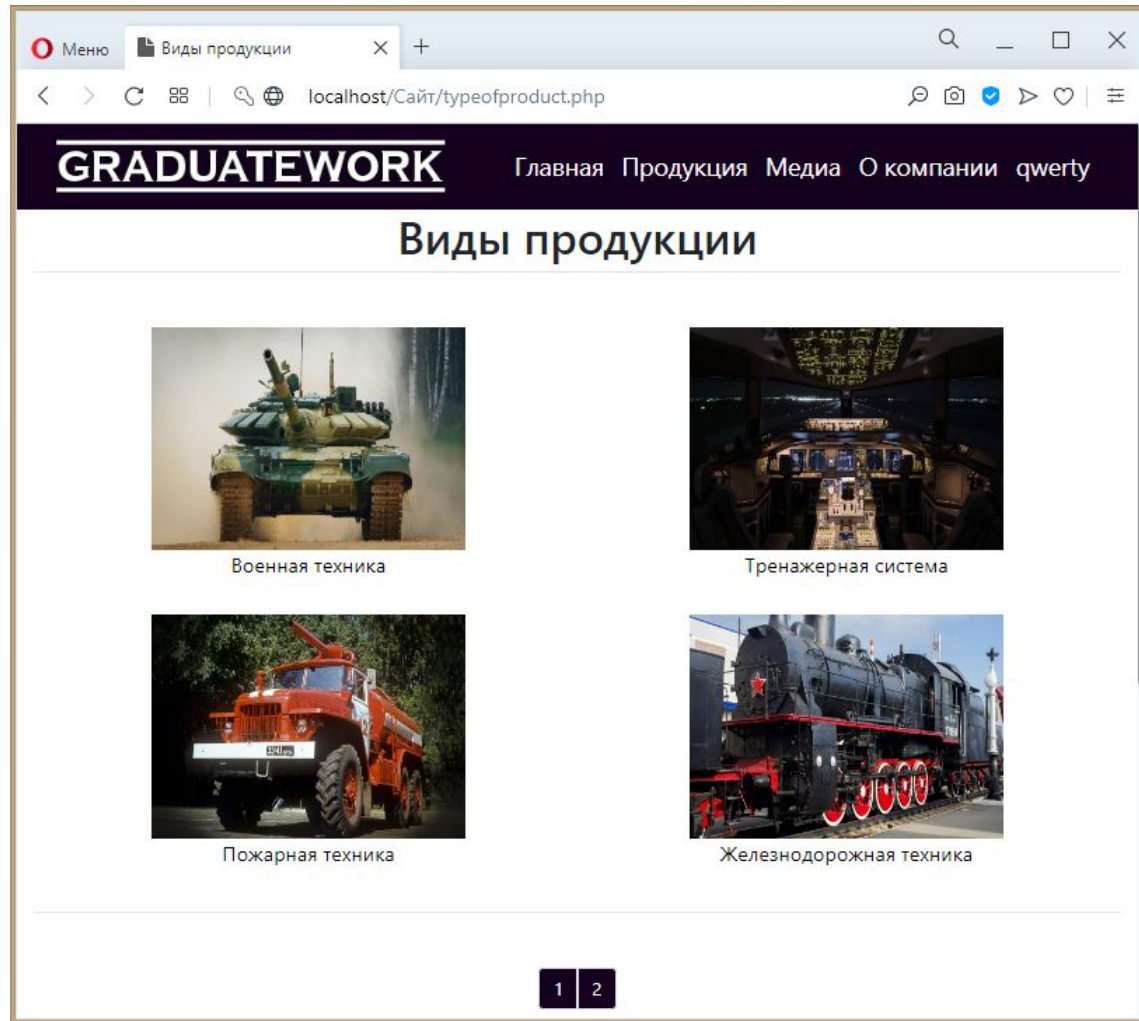 Меню
Виды продукции
localhost/Сайт/typeofproduct.php
GRADUATEWORK
Главная Продукция Медиа О компании qwerty
Виды продукции
Военная техника
Тренажерная система
Пожарная техника
Железнодорожная техника
1 2